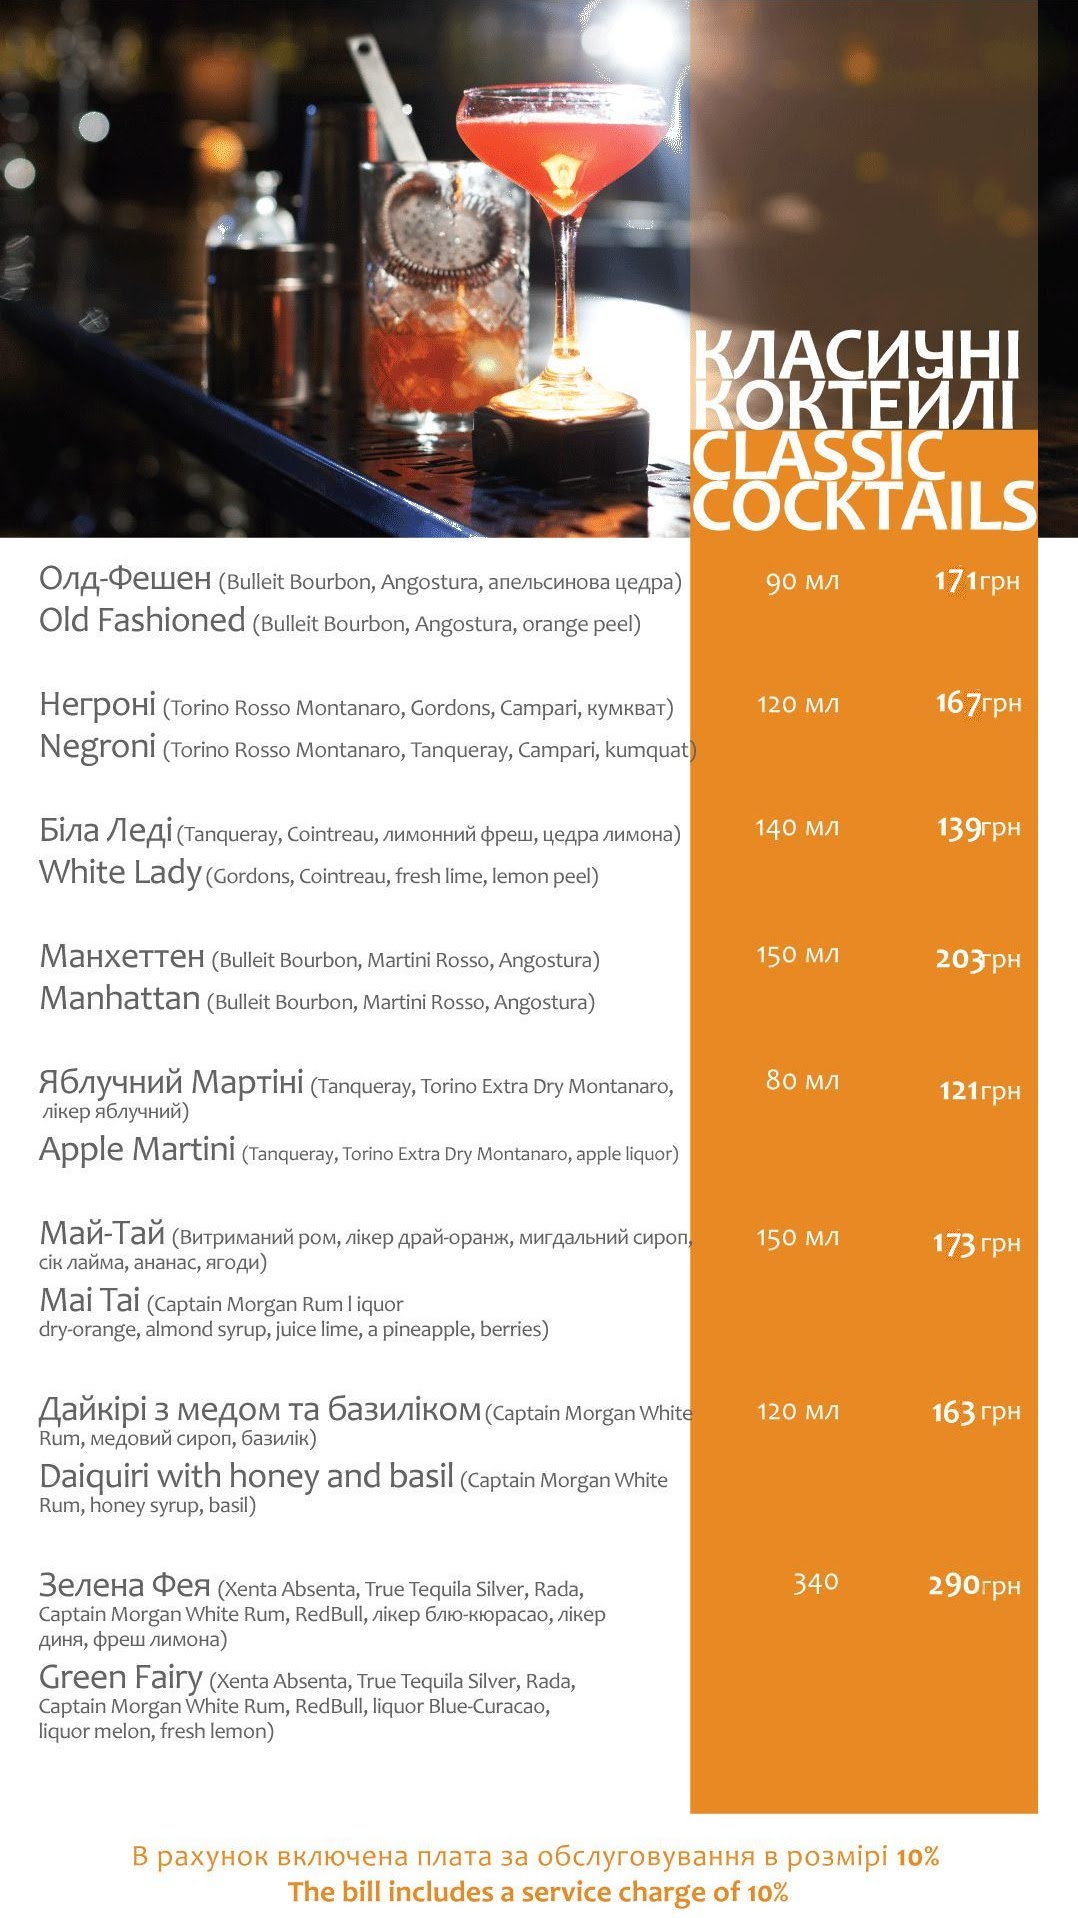 КЛАСИЧНІ
КОКТЕЙЛІ
CLASSIC
COCKTAILS
Олд-Фешен (Bulleit Bourbon, Angostura, апельсинова цедра) 90 мл 171грн
Old Fashioned (Bulleit Bourbon, Angostura, orange peel)
Негроні (Torino Rosso Montanaro, Gordons, Campari, кумкват) 120 мл 167грн
Negroni (Torino Rosso Montanaro, Tanqueray, Campari, kumquat)
Біла Леді (Tanqueray, Cointreau, лимонний фреш, цедра лимона) 140 мл 139грн
White Lady (Gordons, Cointreau, fresh lime, lemon peel)
Манхеттен (Bulleit Bourbon, Martini Rosso, Angostura) 150 мл 203грн
Manhattan (Bulleit Bourbon, Martini Rosso, Angostura)
Яблучний Мартіні (Tanqueray, Torino Extra Dry Montanaro, 80 мл 121грн
лікер яблучний)
Apple Martini (Tanqueray, Torino Extra Dry Montanaro, apple liquor)
Май-Тай (Витриманий ром, лікер драй-оранж, мигдальний сироп, 150 мл 173 грн
сік лайма, ананас, ягоди)
Mai Tai (Captain Morgan Rum l iquor
dry-orange, almond syrup, juice lime, a pineapple, berries)
Дайкірі з медом та базиліком (Captain Morgan White 120 мл 163 грн
Rum, медовий сироп, базилік)
Daiquiri with honey and basil (Captain Morgan White
Rum, honey syrup, basil)
Зелена Фея (Xenta Absenta, True Tequila Silver, Rada, 340 290грн
Captain Morgan White Rum, RedBull, лікер блю-кюрасао, лікер
диня, фреш лимона)
Green Fairy (Xenta Absenta, True Tequila Silver, Rada,
Captain Morgan White Rum, RedBull, liquor Blue-Curacao,
liquor melon, fresh lemon)
В рахунок включена плата за обслуговування в розмірі 10%
The bill includes a service charge of 10%